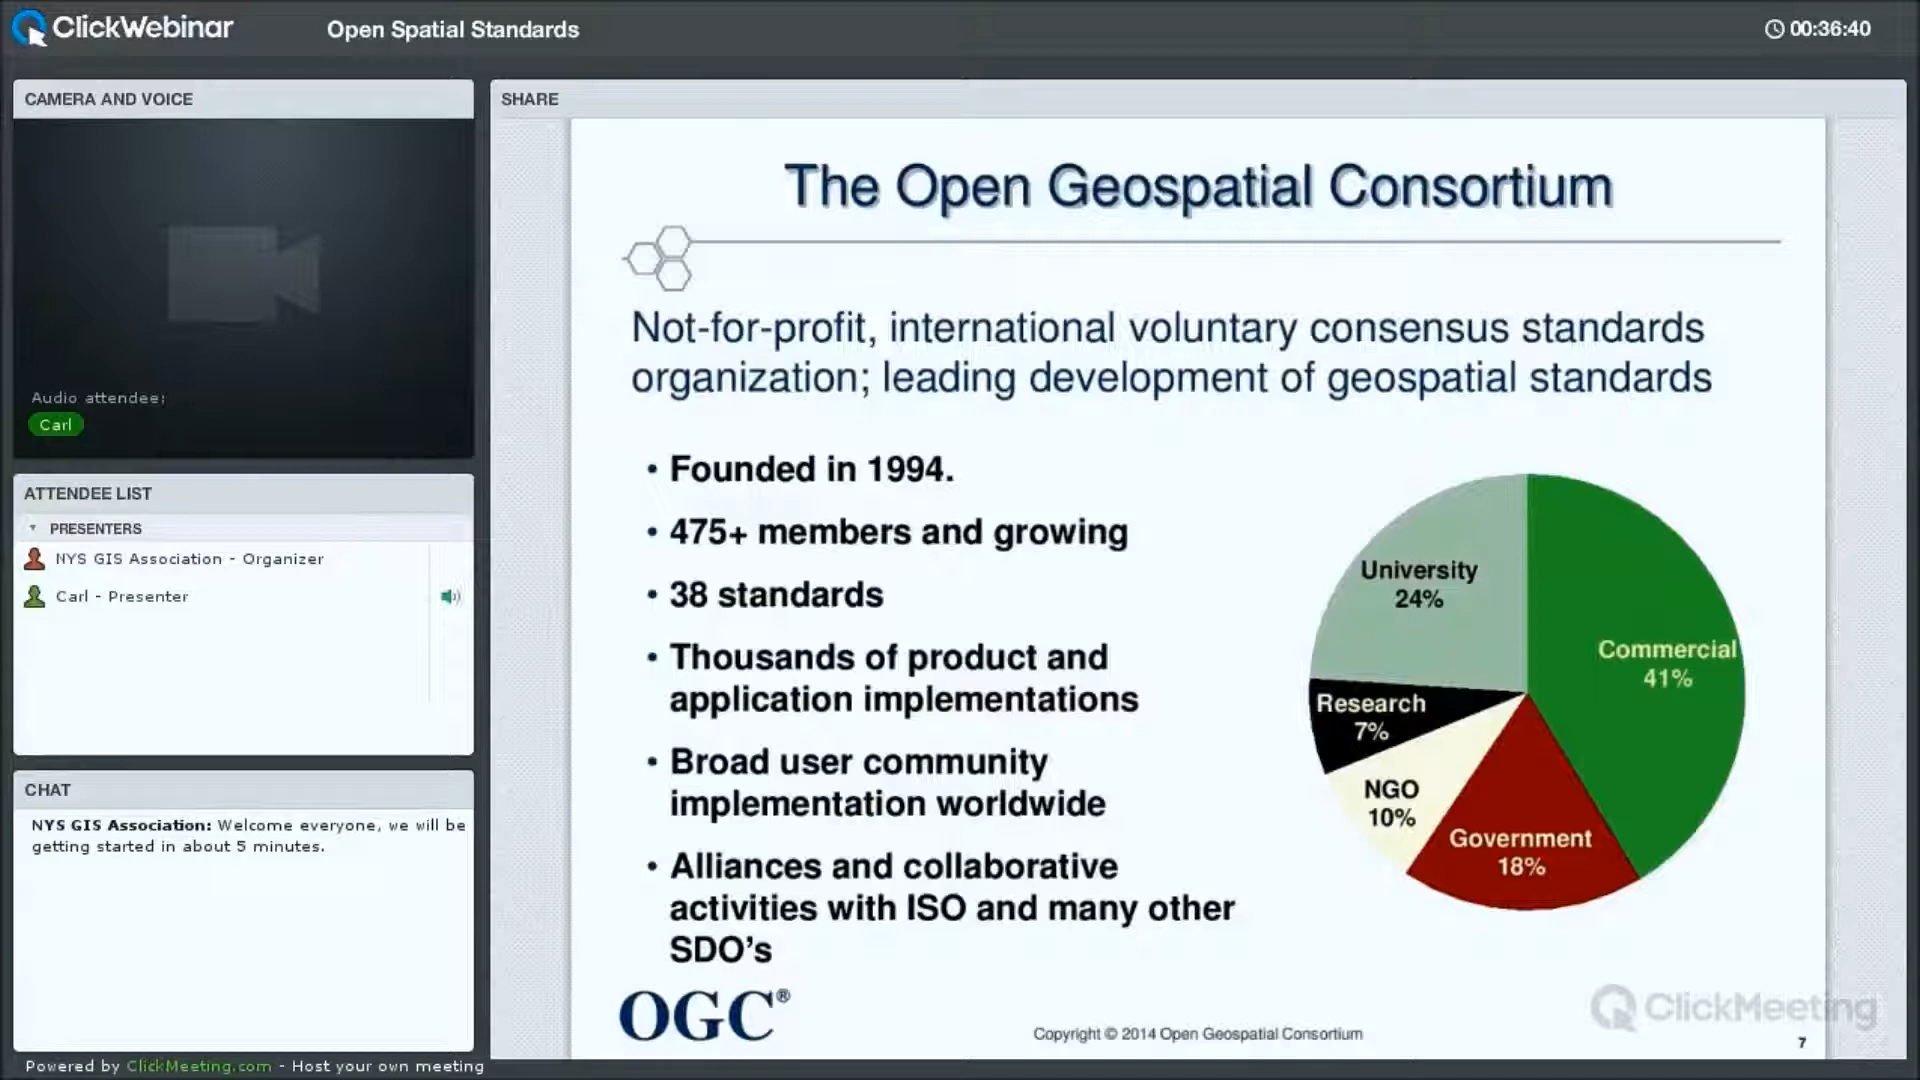 ClickWebinar
Open Spatial Standards
00:36:40
CAMERA AND VOICE
Audio attendee:
Carl
ATTENDEE LIST
PRESENTERS
NYS GIS Association - Organizer
Carl - Presenter
CHAT
NYS GIS Association: Welcome everyone, we will be
getting started in about 5 minutes.
Powered by ClickMeeting.com - Host your own meeting
SHARE
The Open Geospatial Consortium
Not-for-profit, international voluntary consensus standards
organization; leading development of geospatial standards
• Founded in 1994.
• 475+ members and growing
• 38 standards
• Thousands of product and
application implementations
• Broad user community
implementation worldwide
• Alliances and collaborative
activities with ISO and many other
SDO's
University
24%
Commercial
41%
Research
7%
NGO
10%
Government
18%
OGC®
Copyright © 2014 Open Geospatial Consortium
ClickMeeting
7